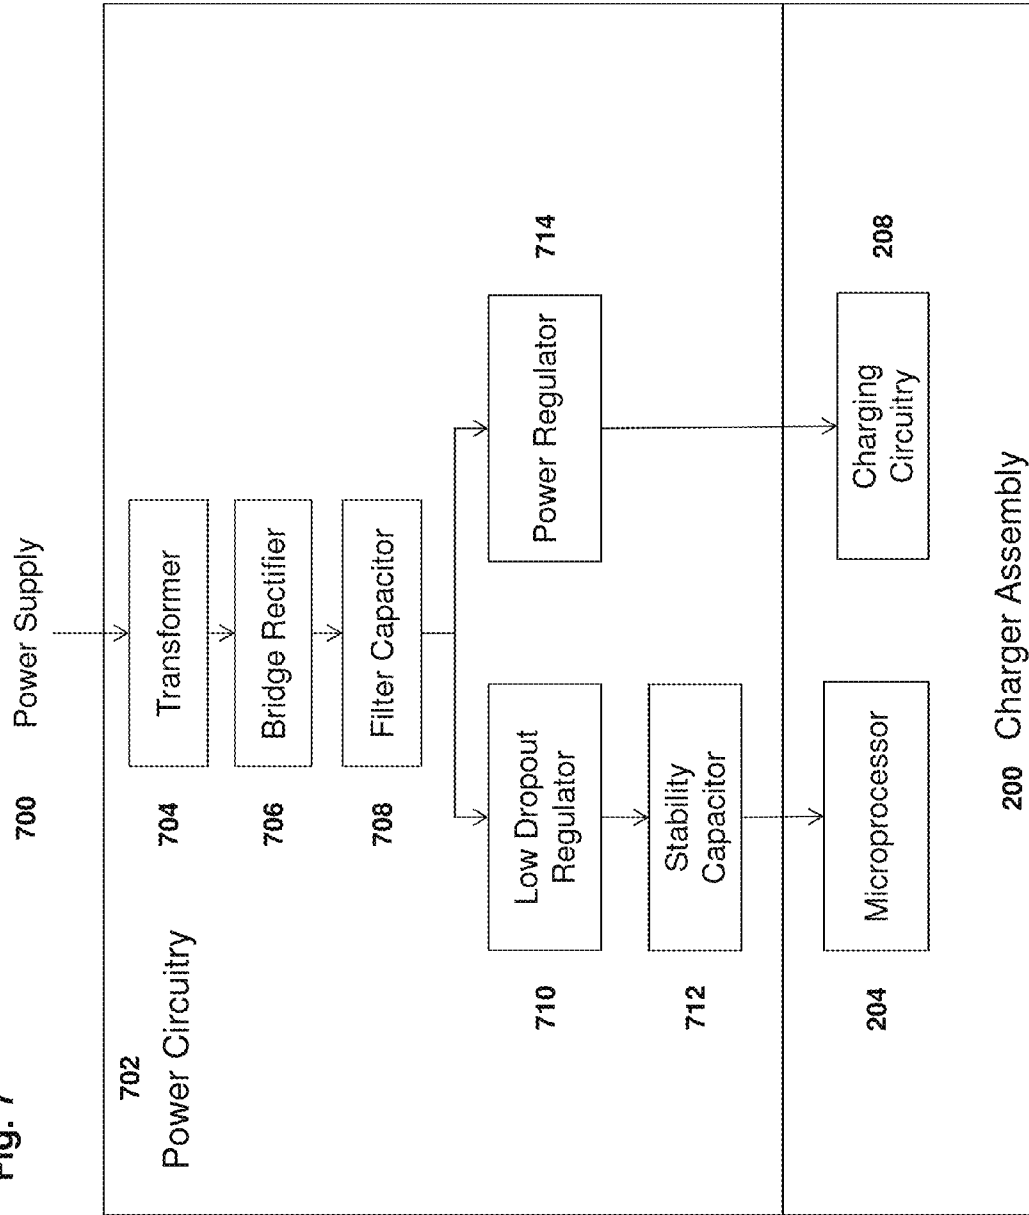 Fig. 7
700 Power Supply
702
Power Circuitry
704
Transformer
706
Bridge Rectifier
708
Filter Capacitor
710
Low Dropout
Regulator
Power Regulator
714
712
Stability
Capacitor
204
Microprocessor
Charging
Circuitry
208
200 Charger Assembly